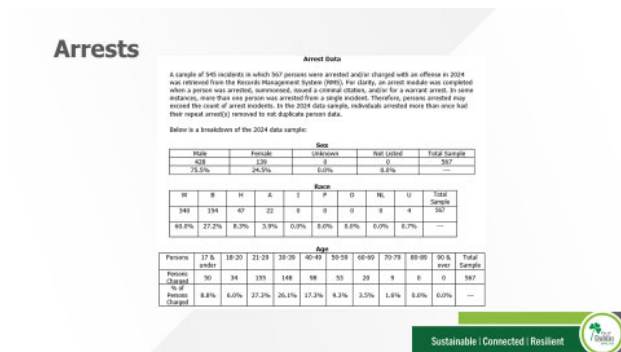 Arrests
Arrest Data
A sample of 545 incidents in which 567 persons were arrested and/or charged with an offense in 2024
was retrieved from the Records Management System (RMS). For clarity, an arrest module was completed
when a person was arrested, summonsed, issued a criminal citation, and/or for a warrant arrest. In some
instances, more than one person was arrested from a single incident. Therefore, persons arrested may
exceed the count of arrest incidents. In the 2024 data sample, individuals arrested more than once had
their repeat arrest(s) removed to not duplicate person data.
Below is a breakdown of the 2024 data sample:
Sex
Male Female Unknown Not Listed Total Sample
428 139 0 0 567
75.5% 24.5% 0.0% 0.0% ---
Race
W B H A I P O NL U Total
Sample
340 154 47 22 0 0 0 0 4 567
60.0% 27.2% 8.3% 3.9% 0.0% 0.0% 0.0% 0.0% 0.7% ---
Age
Persons 17 & 18-20 21-29 30-39 40-49 50-59 60-69 70-79 80-89 90 & Total
under over Sample
Persons
Charged 50 34 155 148 98 53 20 9 0 0 567
% of
Persons 8.8% 6.0% 27.3% 26.1% 17.3% 9.3% 3.5% 1.6% 0.0% 0.0% ---
Charged
Sustainable | Connected | Resilient